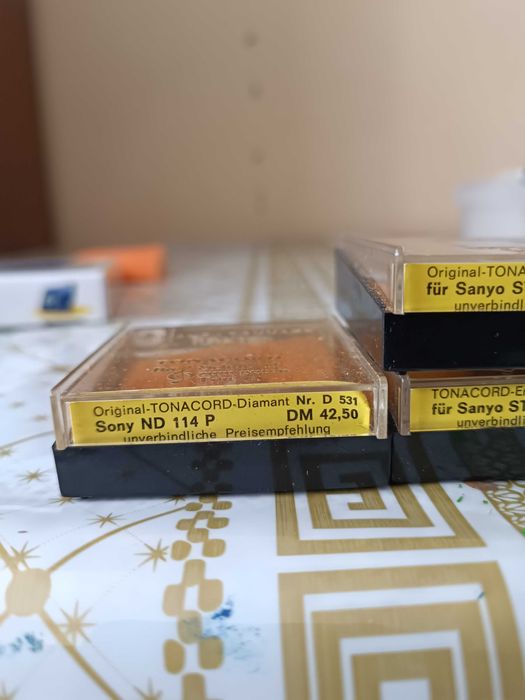 Original-TONACORD-Diamant Nr. D 531
Sony ND 114 P DM 42,50
unverbindliche Preisempfehlung
Original-TONA
für Sanyo ST
unverbindl
TONACORD-E
für Sanyo ST
unverbindl